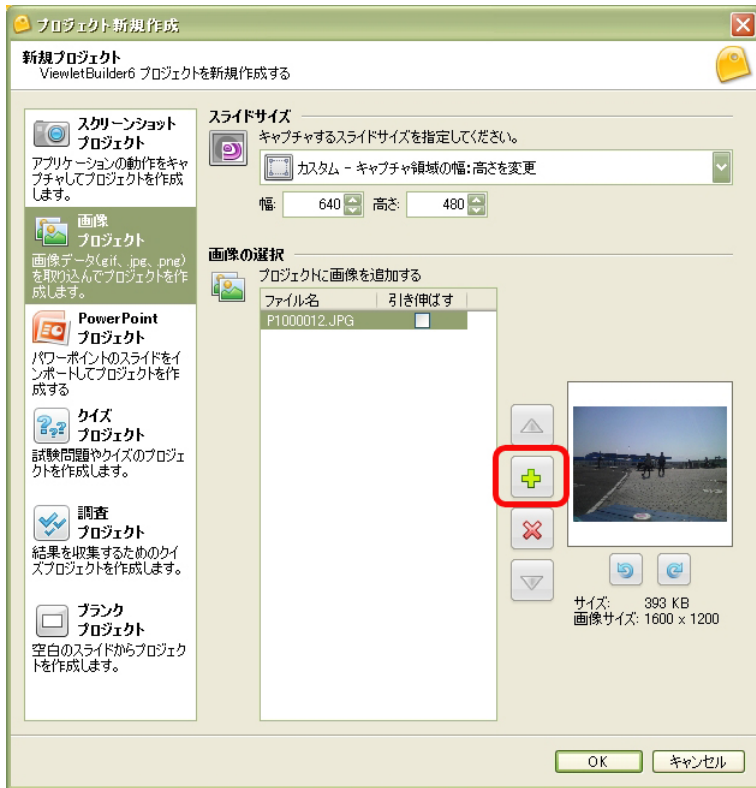 プロジェクト新規作成
新規プロジェクト
ViewletBuilder6 プロジェクトを新規作成する
スクリーンショット
プロジェクト
アプリケーションの動作をキャ
プチャしてプロジェクトを作成
します。
画像
プロジェクト
画像データ(gif、.jpg、.png)
を取り込んでプロジェクトを作
成します。
PowerPoint
プロジェクト
パワーポイントのスライドをイ
ンポートしてプロジェクトを作
成する
クイズ
プロジェクト
試験問題やクイズのプロジェ
クトを作成します。
調査
プロジェクト
結果を収集するためのクイ
ズプロジェクトを作成します。
ブランク
プロジェクト
空白のスライドからプロジェク
トを作成します。
スライドサイズ
キャプチャするスライドサイズを指定してください。
カスタム - キャプチャ領域の幅:高さを変更
幅: 640 高さ: 480
画像の選択
プロジェクトに画像を追加する
ファイル名 引き伸ばす
P1000012.JPG
サイズ: 393 KB
画像サイズ: 1600 x 1200
OK キャンセル